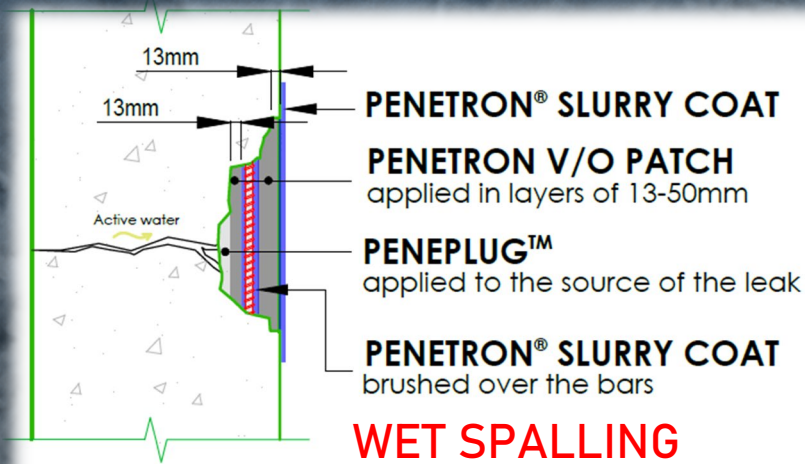 13mm
13mm
Active water
PENETRON® SLURRY COAT
PENETRON V/O PATCH
applied in layers of 13-50mm
PENEPLUG™
applied to the source of the leak
PENETRON® SLURRY COAT
brushed over the bars
WET SPALLING